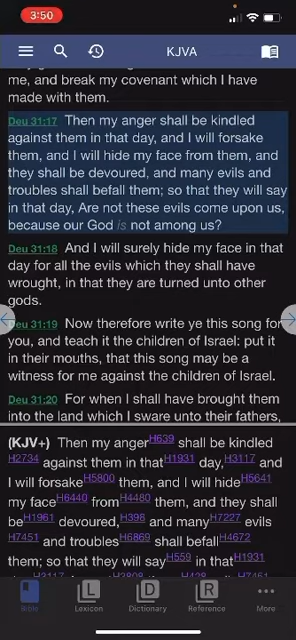 3:50
KJVA
me, and break my covenant which I have
made with them.
Deu 31:17 Then my anger shall be kindled
against them in that day, and I will forsake
them, and I will hide my face from them, and
they shall be devoured, and many evils and
troubles shall befall them; so that they will say
in that day, Are not these evils come upon us,
because our God is not among us?
Deu 31:18 And I will surely hide my face in that
day for all the evils which they shall have
wrought, in that they are turned unto other
gods.
Deu 31:19 Now therefore write ye this song for
you, and teach it the children of Israel: put it
in their mouths, that this song may be a
witness for me against the children of Israel.
Deu 31:20 For when I shall have brought them
into the land which I sware unto their fathers,
(KJV+) Then my anger H639 shall be kindled
H2734 against them in that H1931 day, H3117 and
I will forsake H5800 them, and I will hide H5641
my face H6440 from H4480 them, and they shall
be H1961 devoured, H398 and many H7227 evils
H7451 and troubles H6869 shall befall H4672
them; so that they will say H559 in that H1931
Bible
L
Lexicon
D
Dictionary
R
Reference
More